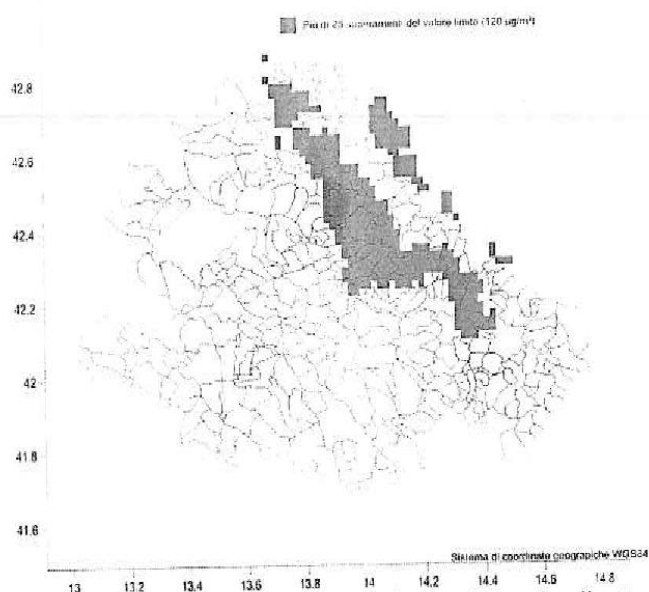 Più di 25 superamenti del valore limite (120 µg/m³)
42.8
42.6
42.4
42.2
42
41.8
41.6
Sistema di coordinate geograpiche WGS84
13 13.2 13.4 13.6 13.8 14 14.2 14.4 14.6 14.8